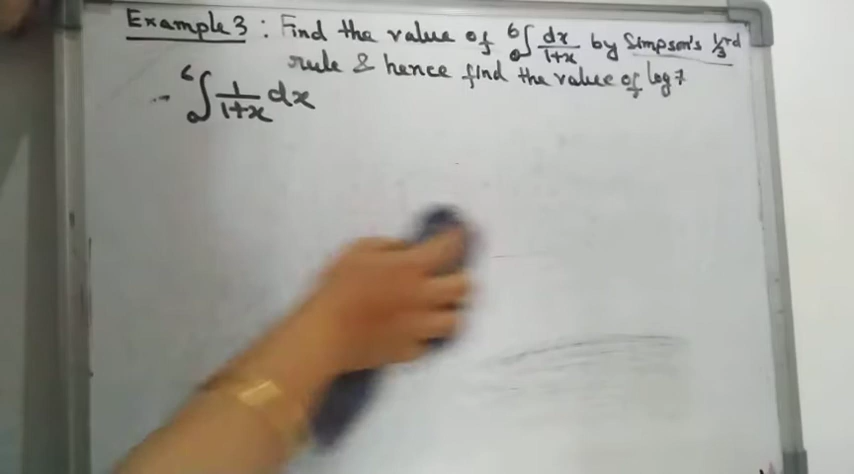 Example 3 : Find the value of ₀⁶∫ dx/1+x by Simpson's 1/3rd
rule & hence find the value of log 7
₀⁶∫ 1/1+x dx